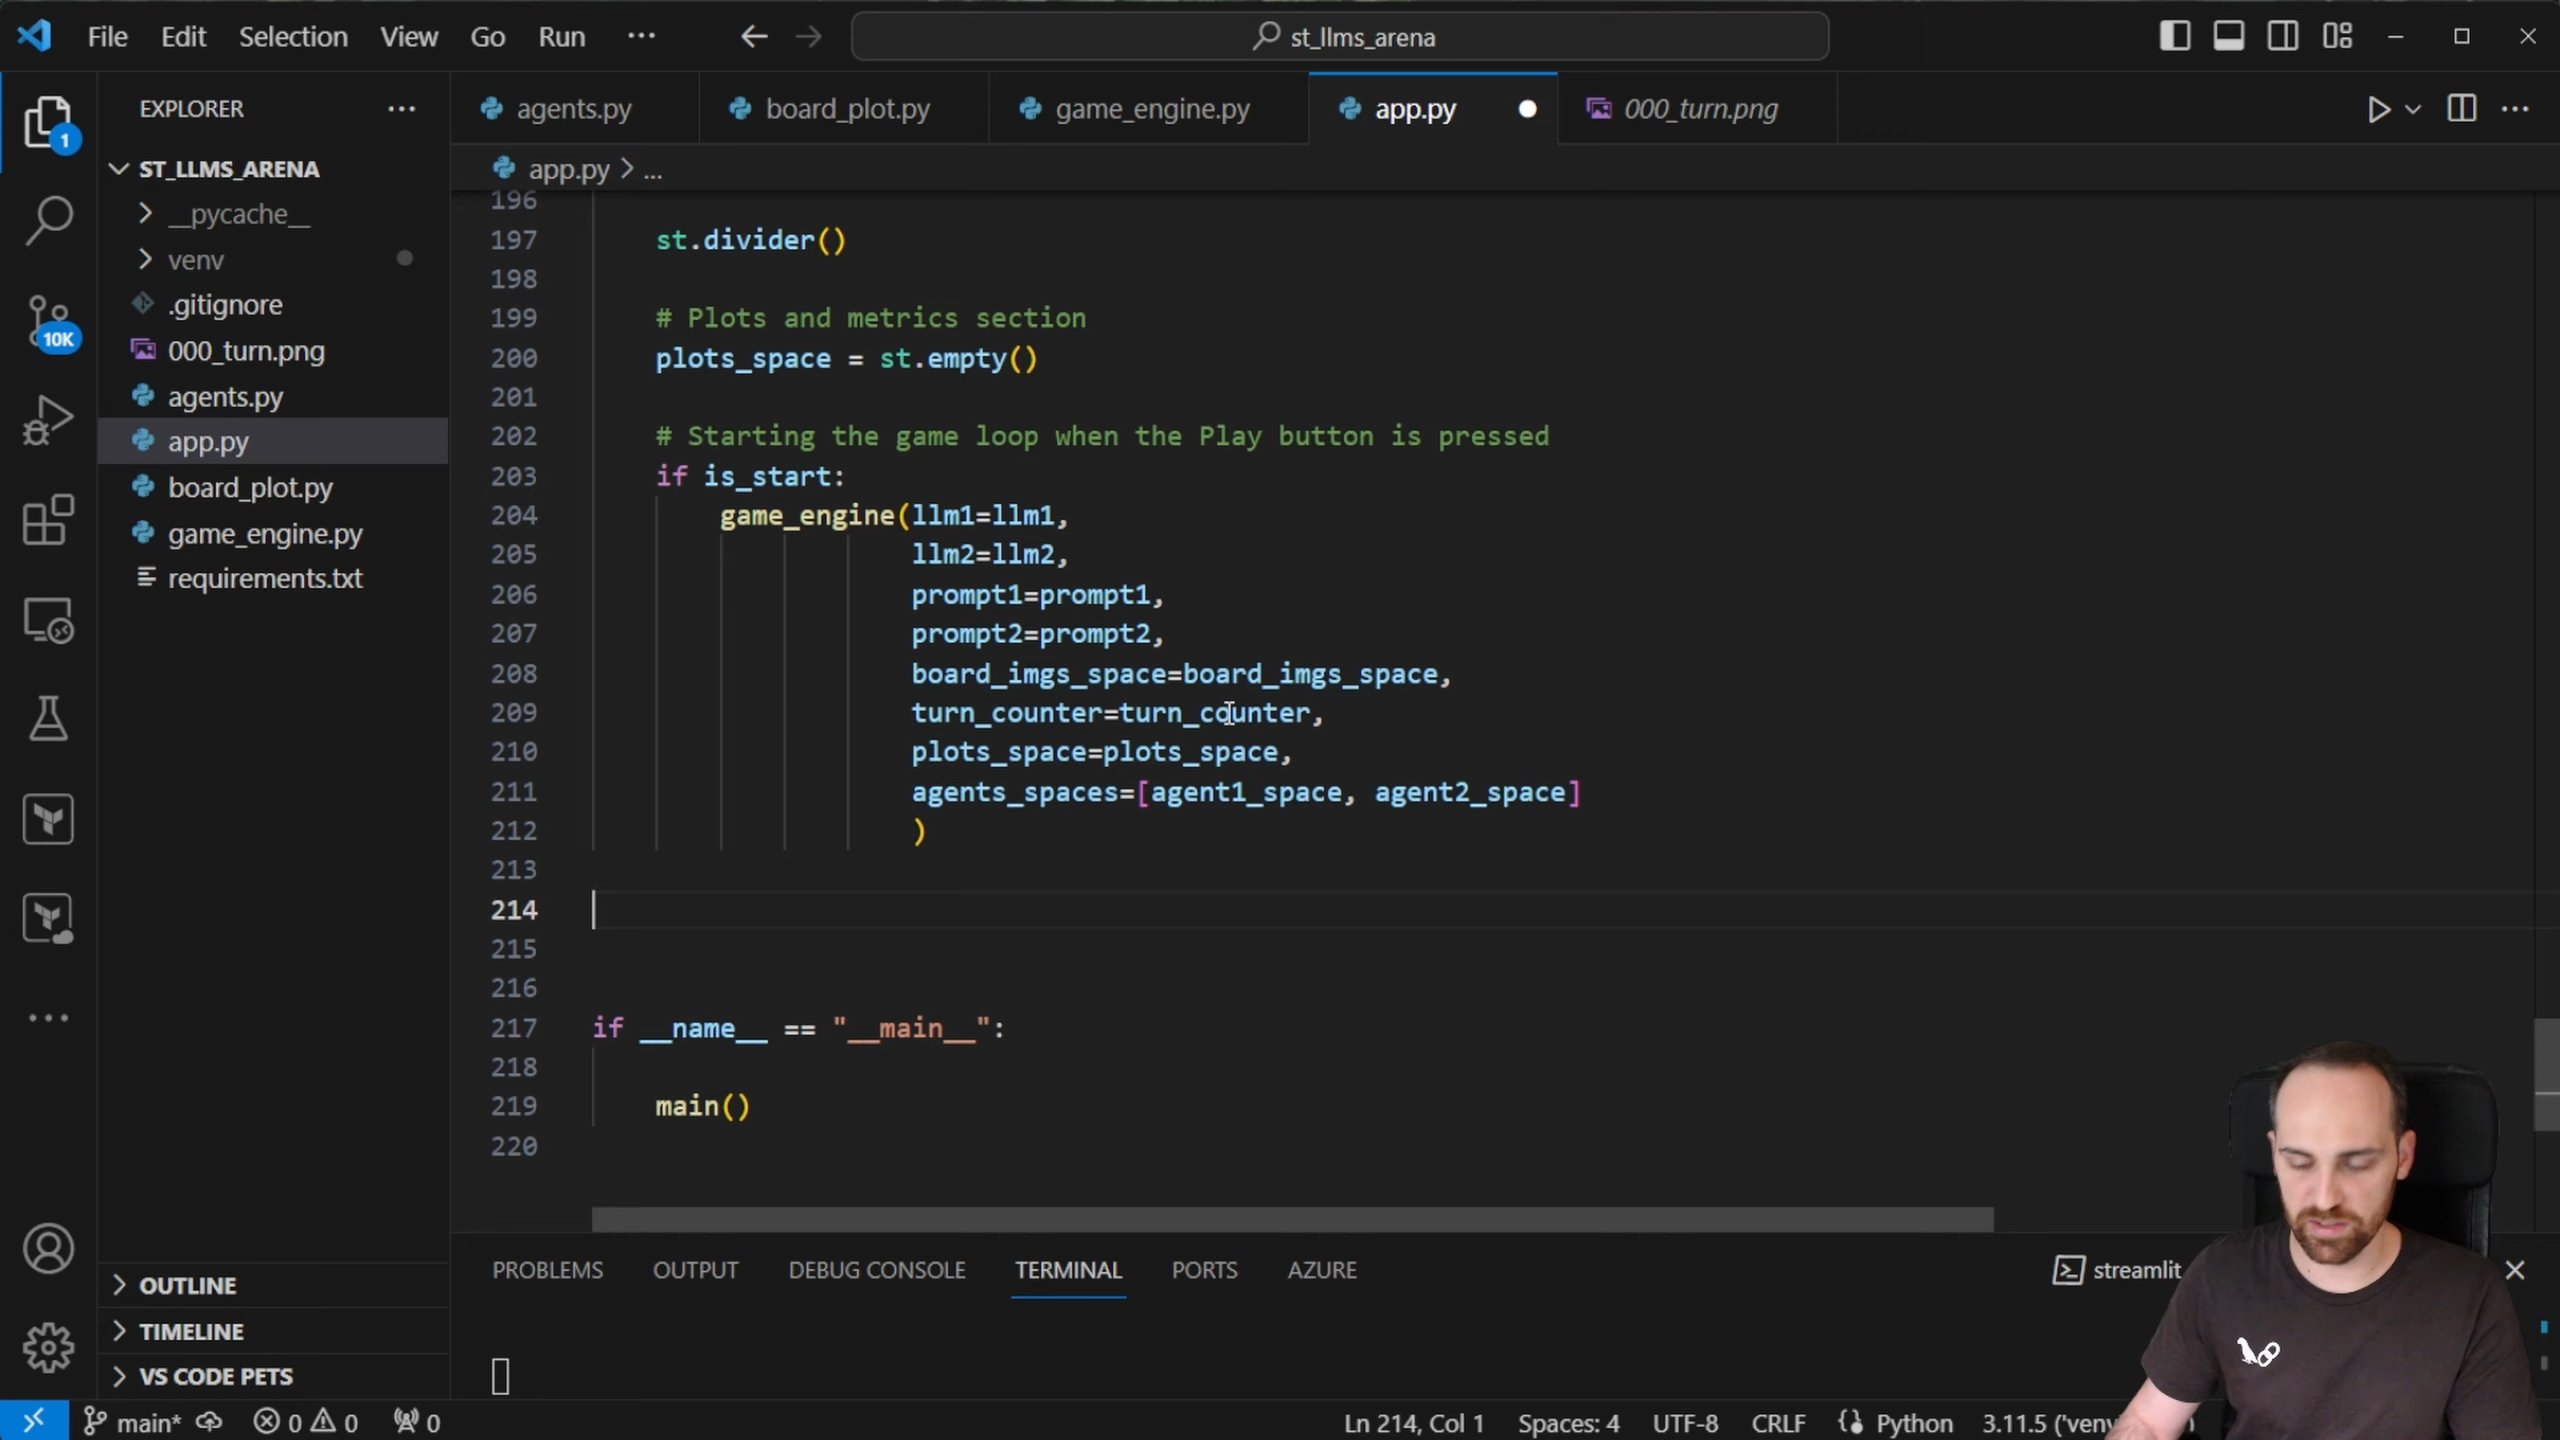 File Edit Selection View Go Run ··· st_llms_arena
EXPLORER ···
ST_LLMS_ARENA
__pycache__
venv
.gitignore
000_turn.png
agents.py
app.py
board_plot.py
game_engine.py
requirements.txt
OUTLINE
TIMELINE
VS CODE PETS
1
10K
agents.py board_plot.py game_engine.py app.py 000_turn.png
app.py > ...
196
197 st.divider()
198
199 # Plots and metrics section
200 plots_space = st.empty()
201
202 # Starting the game loop when the Play button is pressed
203 if is_start:
204 game_engine(llm1=llm1,
205 llm2=llm2,
206 prompt1=prompt1,
207 prompt2=prompt2,
208 board_imgs_space=board_imgs_space,
209 turn_counter=turn_counter,
210 plots_space=plots_space,
211 agents_spaces=[agent1_space, agent2_space]
212 )
213
214
215
216
217 if __name__ == "__main__":
218
219 main()
220
PROBLEMS OUTPUT DEBUG CONSOLE TERMINAL PORTS AZURE streamlit
main* 0 0 0 Ln 214, Col 1 Spaces: 4 UTF-8 CRLF Python 3.11.5 ('venv'